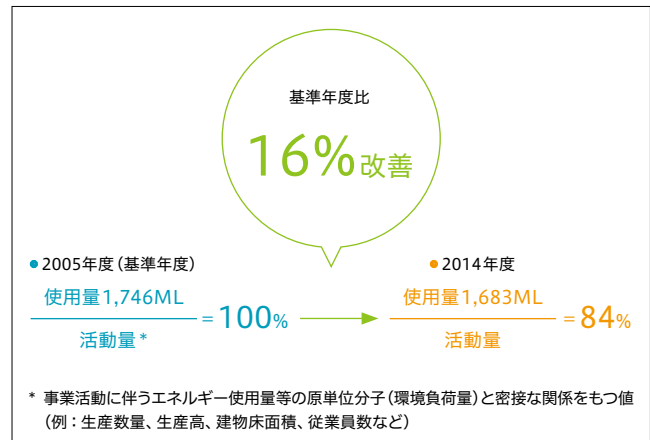 基準年度比
16%改善
●2005年度(基準年度)
使用量1,746ML
活動量*
=100%
●2014年度
使用量1,683ML
活動量
=84%
* 事業活動に伴うエネルギー使用量等の原単位分子(環境負荷量)と密接な関係をもつ値
(例:生産数量、生産高、建物床面積、従業員数など)